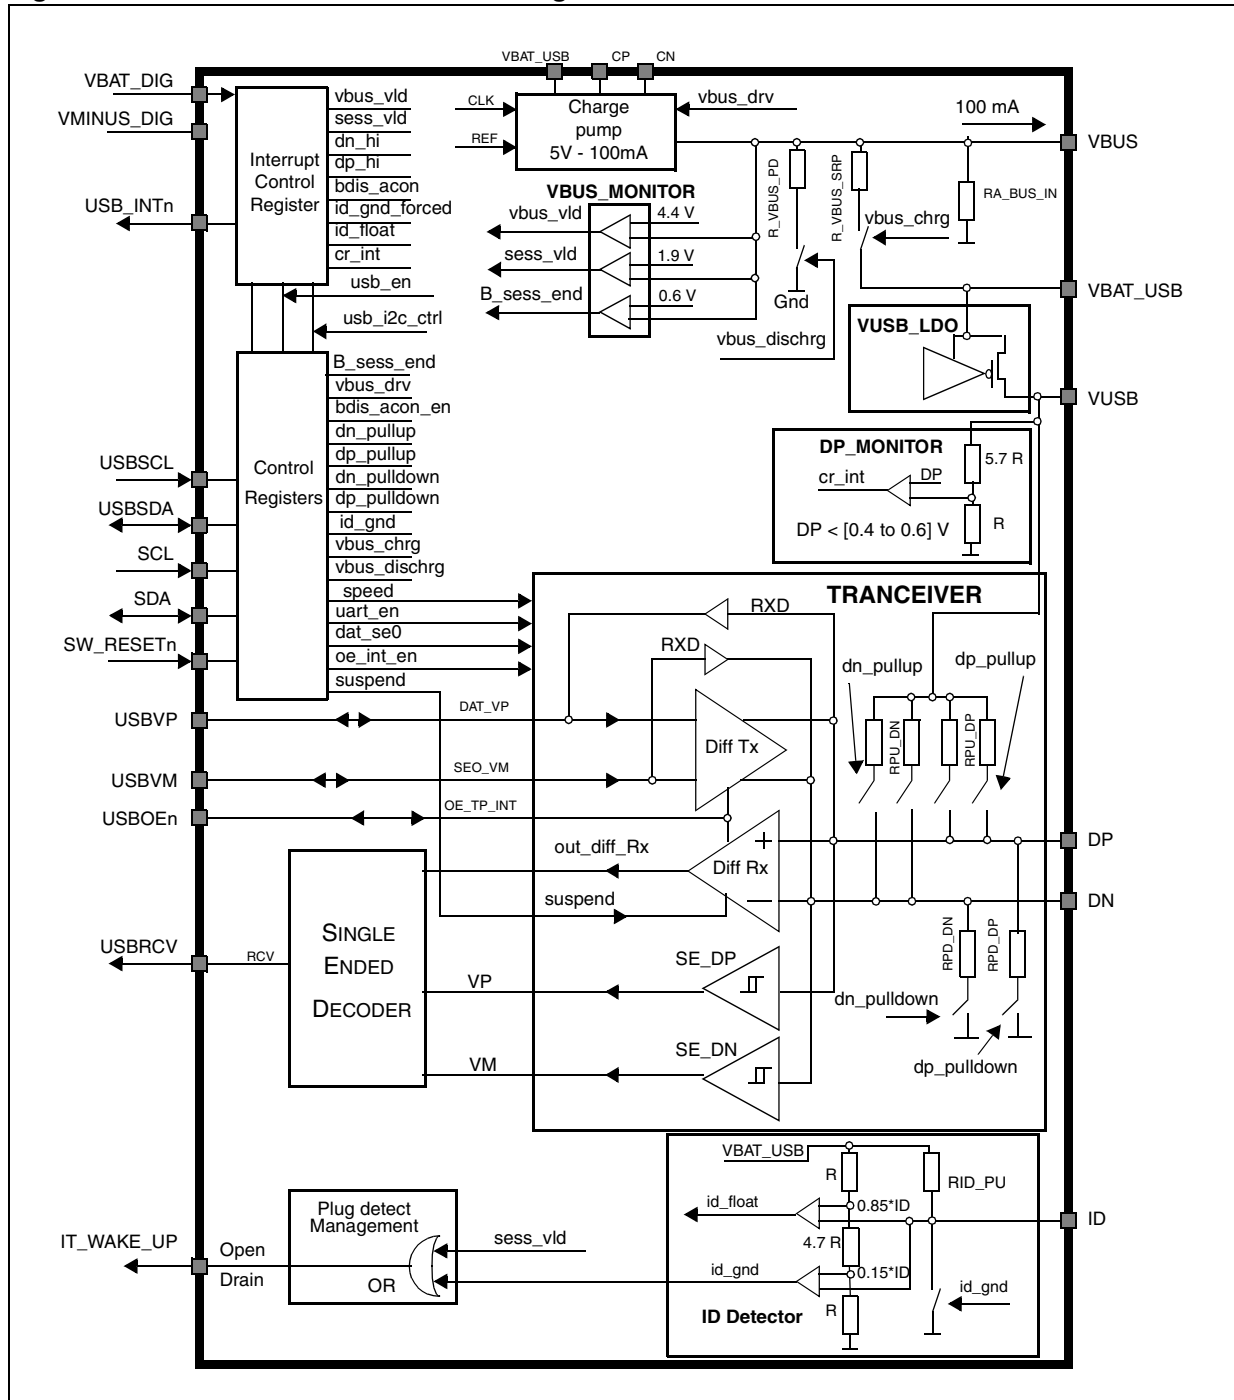 VBAT_USB
CP
CN
VBAT_DIG
VMINUS_DIG
USB_INTn
Interrupt
Control
Register
vbus_vld
sess_vld
dn_hi
dp_hi
bdis_acon
id_gnd_forced
id_float
cr_int
usb_en
usb_i2c_ctrl
CLK
REF
Charge
pump
5V - 100mA
vbus_drv
100 mA
VBUS
VBUS_MONITOR
vbus_vld
4.4 V
sess_vld
1.9 V
B_sess_end
0.6 V
R_VBUS_PD
Gnd
vbus_dischrg
R_VBUS_SRP
vbus_chrg
RA_BUS_IN
VBAT_USB
VUSB_LDO
VUSB
DP_MONITOR
cr_int
DP
5.7 R
R
DP < [0.4 to 0.6] V
USBSCL
USBSDA
SCL
SDA
SW_RESETn
Control
Registers
B_sess_end
vbus_drv
bdis_acon_en
dn_pullup
dp_pullup
dn_pulldown
dp_pulldown
id_gnd
vbus_chrg
vbus_dischrg
speed
uart_en
dat_se0
oe_int_en
suspend
TRANCEIVER
RXD
RXD
dn_pullup
dp_pullup
RPU_DN
RPU_DP
USBVP
DAT_VP
Diff Tx
USBVM
SEO_VM
USBOEn
OE_TP_INT
out_diff_Rx
Diff Rx
suspend
DP
DN
USBRCV
RCV
SINGLE
ENDED
DECODER
VP
SE_DP
VM
SE_DN
RPD_DN
RPD_DP
dn_pulldown
dp_pulldown
VBAT_USB
R
RID_PU
id_float
0.85*ID
ID
4.7 R
id_gnd
0.15*ID
R
id_gnd
ID Detector
Plug detect
Management
sess_vld
OR
IT_WAKE_UP
Open
Drain